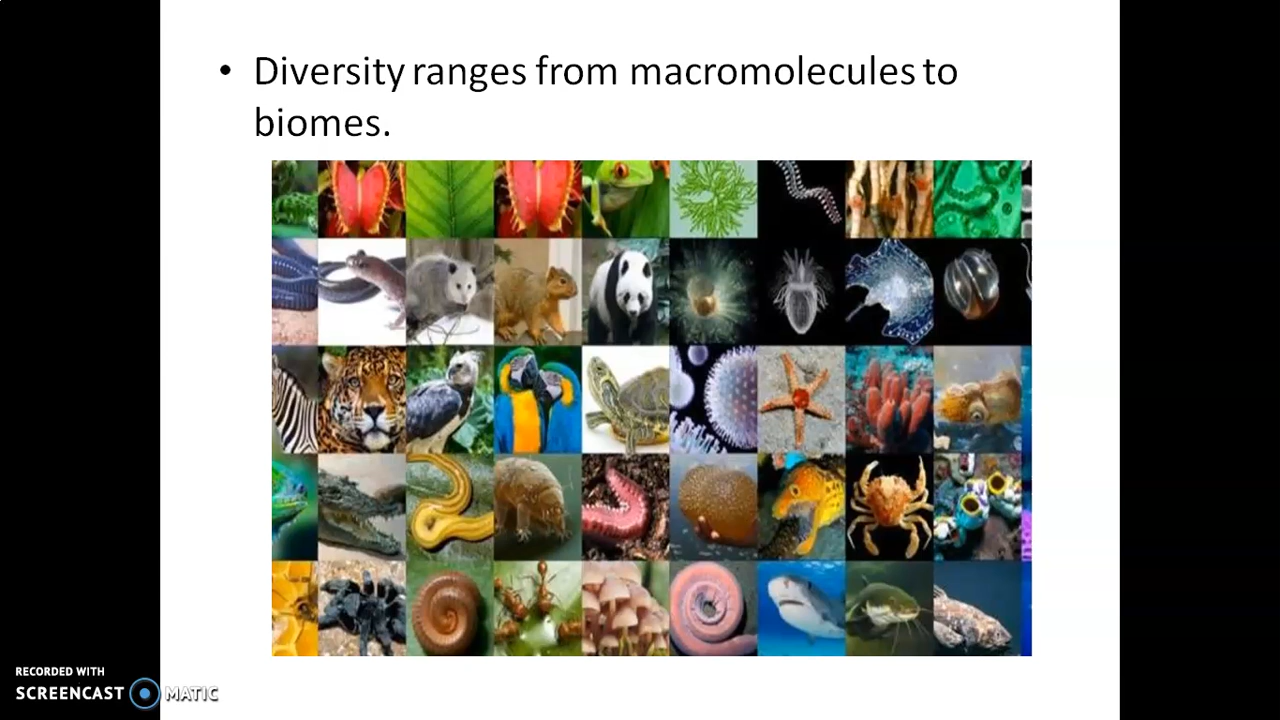 • Diversity ranges from macromolecules to
biomes.
RECORDED WITH
SCREENCAST MATIC